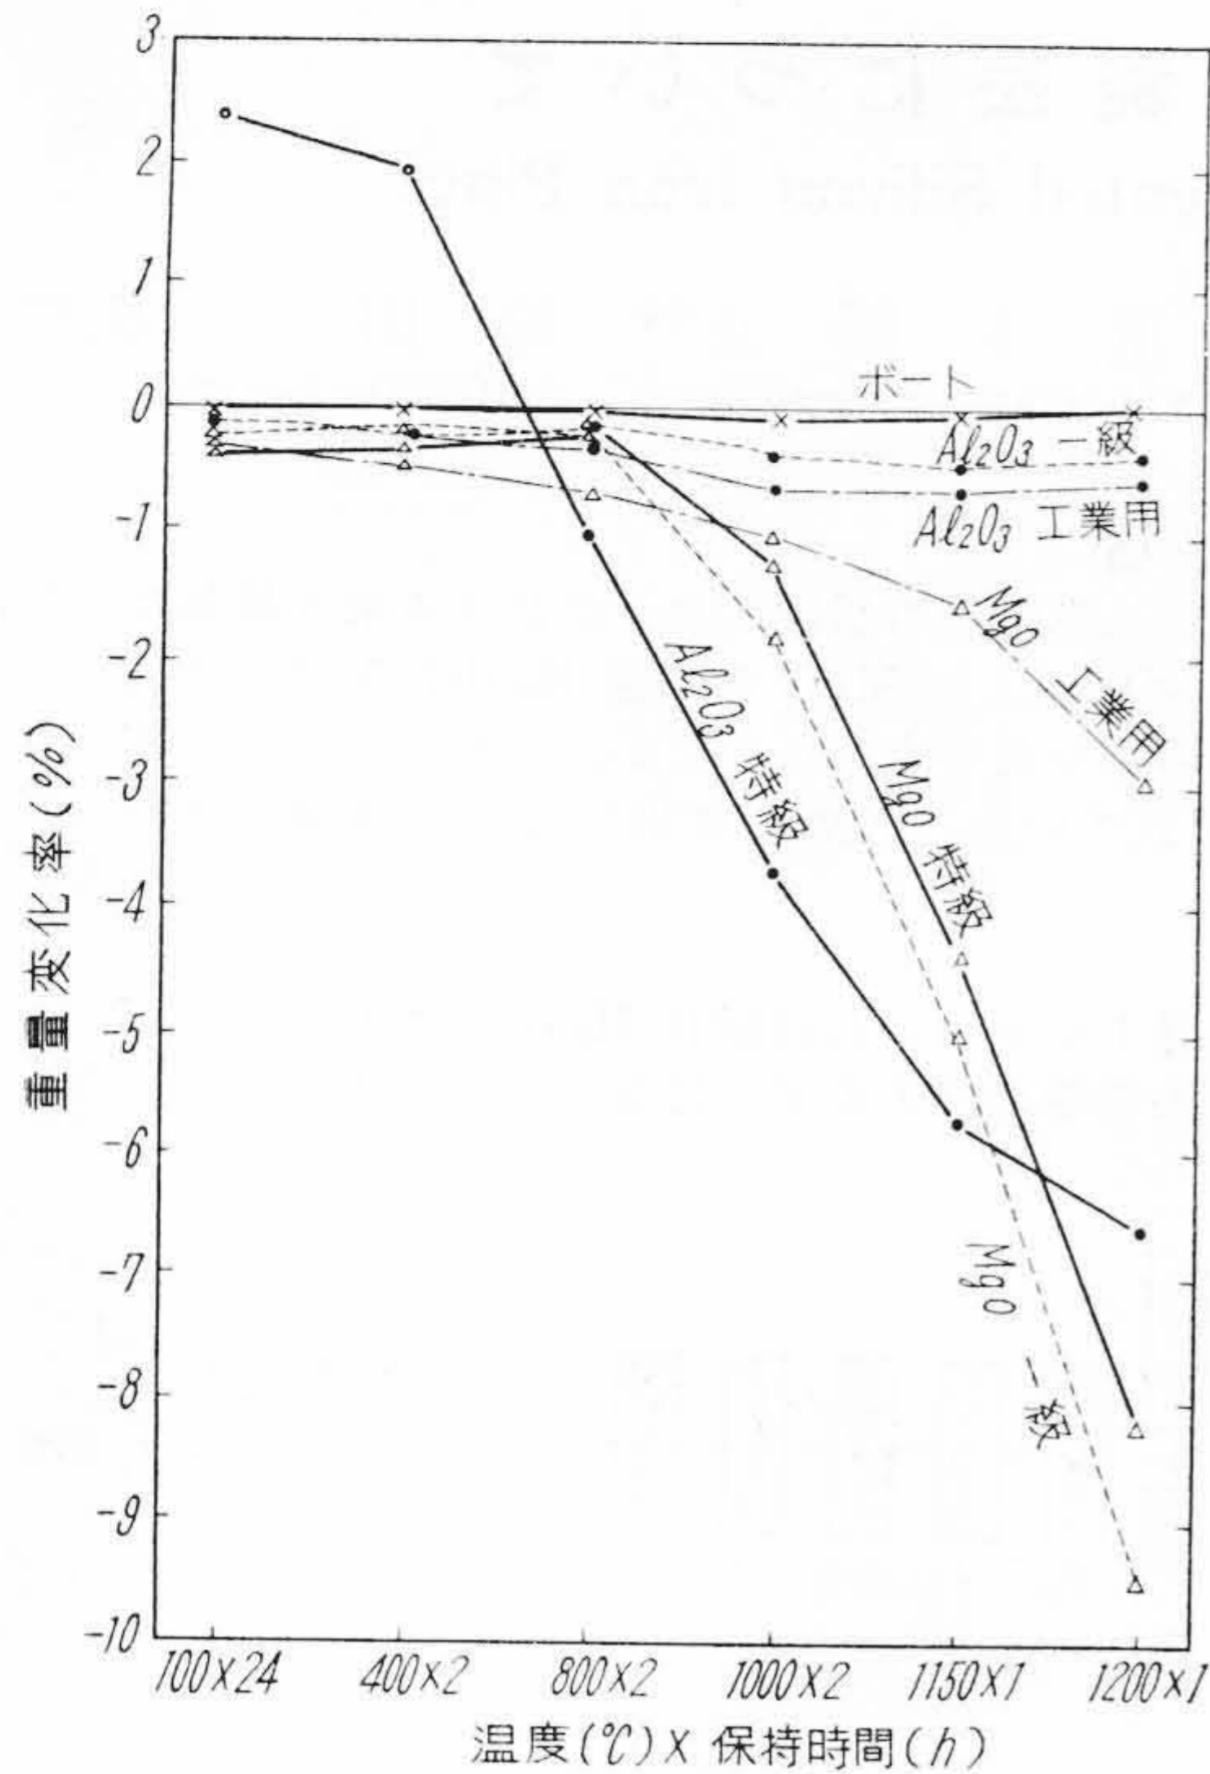 3
2
1
0
-1
-2
-3
-4
-5
-6
-7
-8
-9
-10
重量変化率(%)
ボート
Al₂O₃ 一級
Al₂O₃ 工業用
MgO 工業用
Al₂O₃ 特級
MgO 特級
MgO 一級
100×24 400×2 800×2 1000×2 1150×1 1200×1
温度(℃)× 保持時間(h)